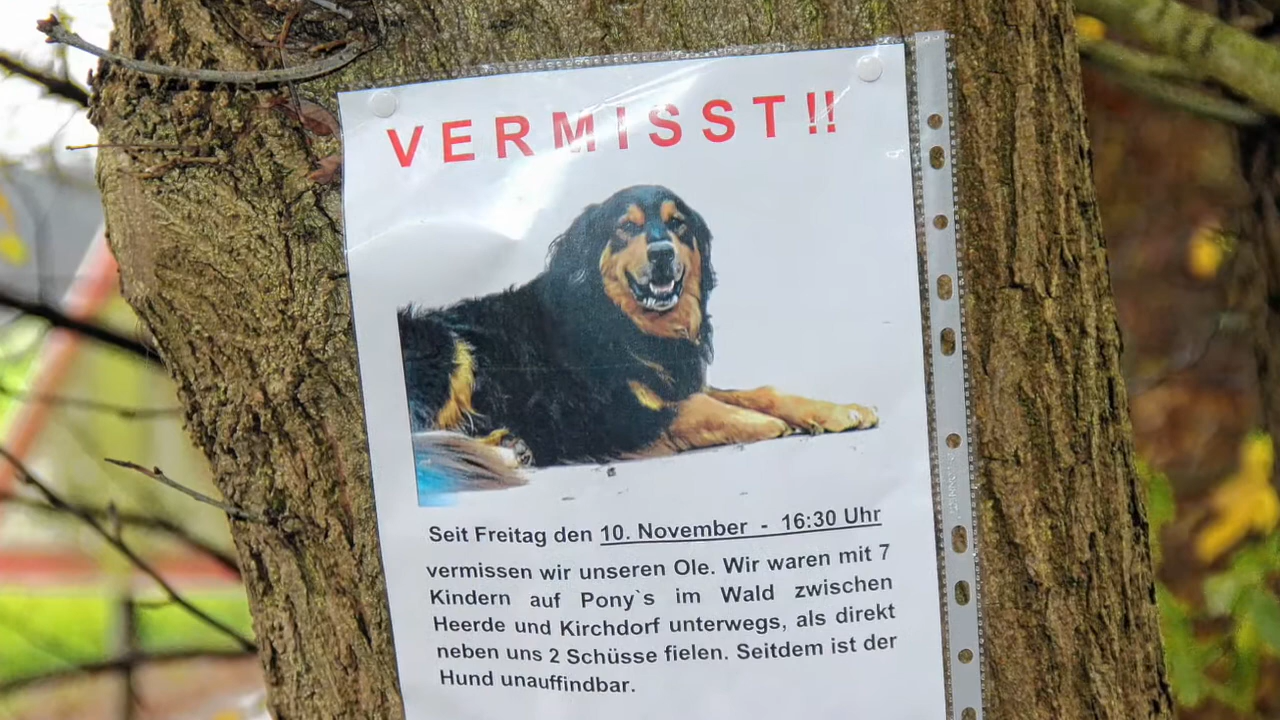 VERMISST!!
Seit Freitag den 10. November - 16:30 Uhr
vermissen wir unseren Ole. Wir waren mit 7
Kindern auf Pony`s im Wald zwischen
Heerde und Kirchdorf unterwegs, als direkt
neben uns 2 Schüsse fielen. Seitdem ist der
Hund unauffindbar.